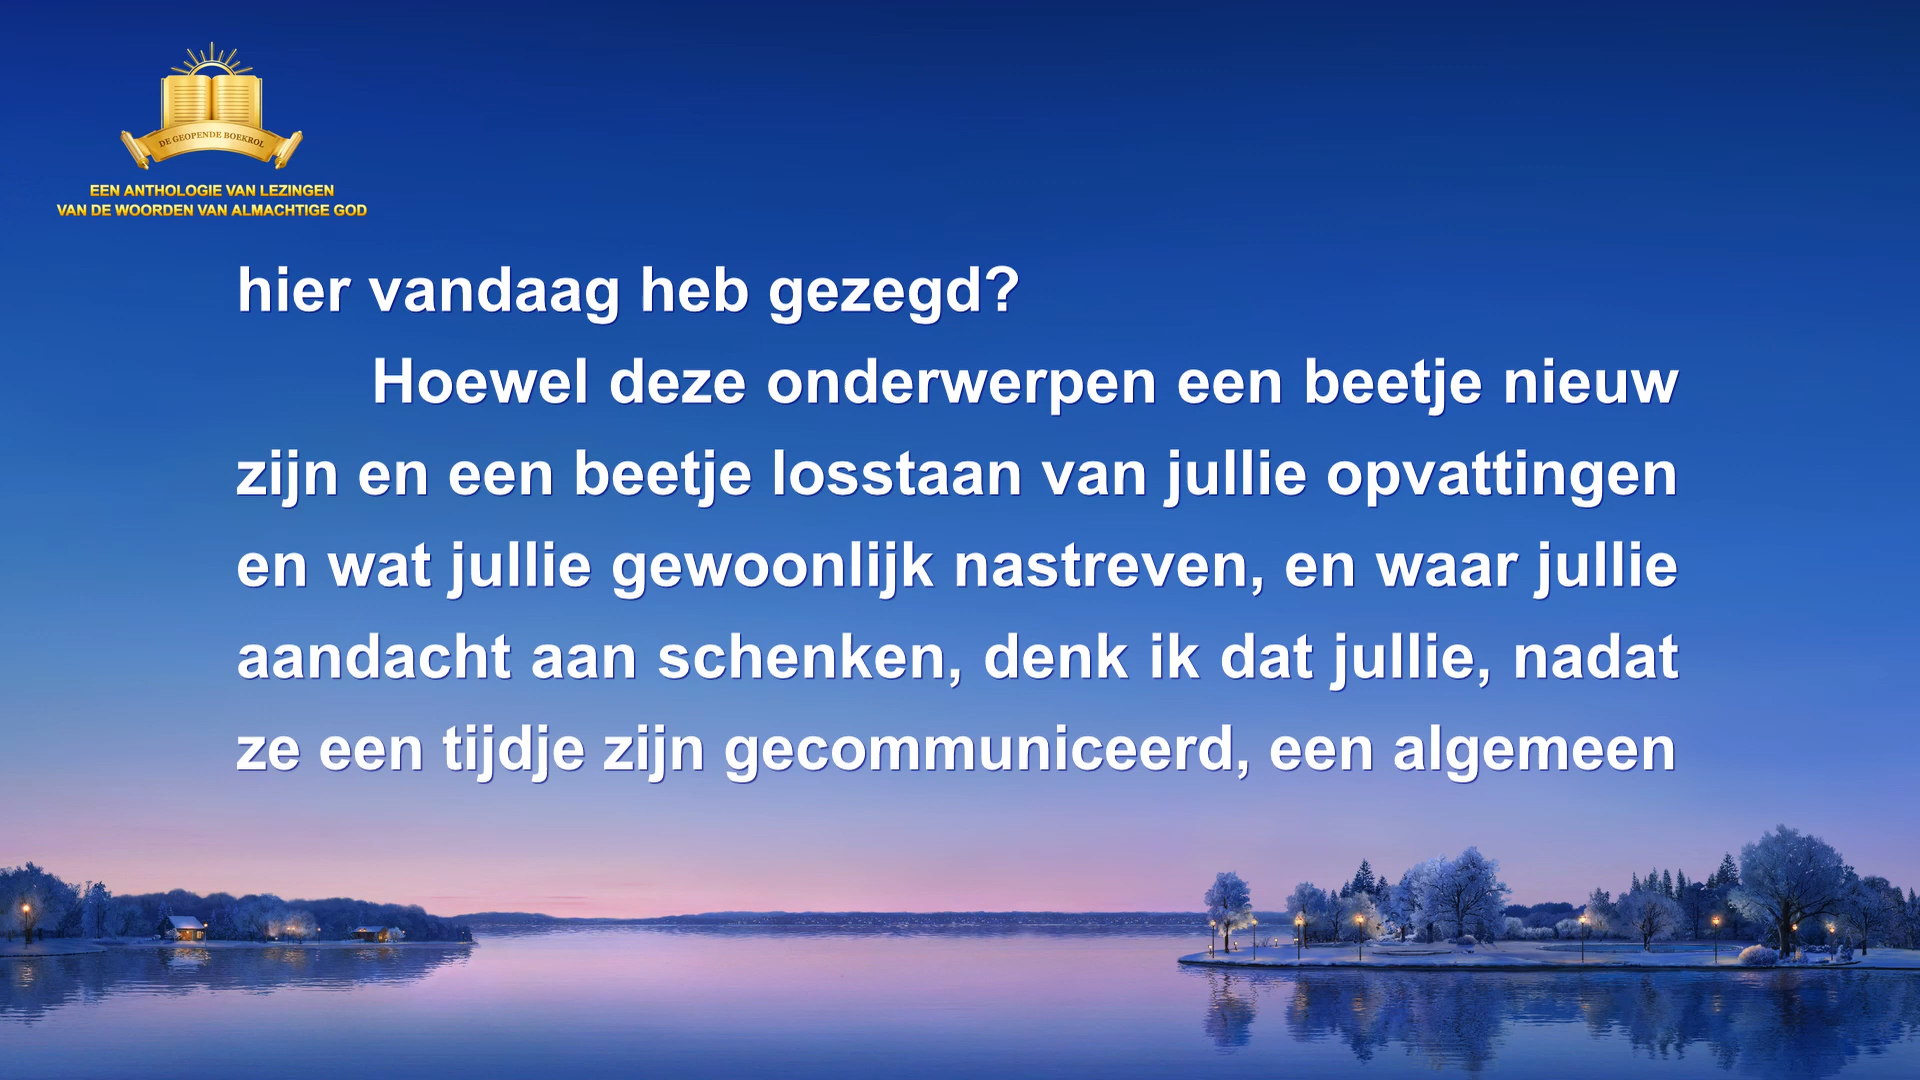 DE GEOPENDE BOEKROL
EEN ANTHOLOGIE VAN LEZINGEN
VAN DE WOORDEN VAN ALMACHTIGE GOD
hier vandaag heb gezegd?
Hoewel deze onderwerpen een beetje nieuw
zijn en een beetje losstaan van jullie opvattingen
en wat jullie gewoonlijk nastreven, en waar jullie
aandacht aan schenken, denk ik dat jullie, nadat
ze een tijdje zijn gecommuniceerd, een algemeen